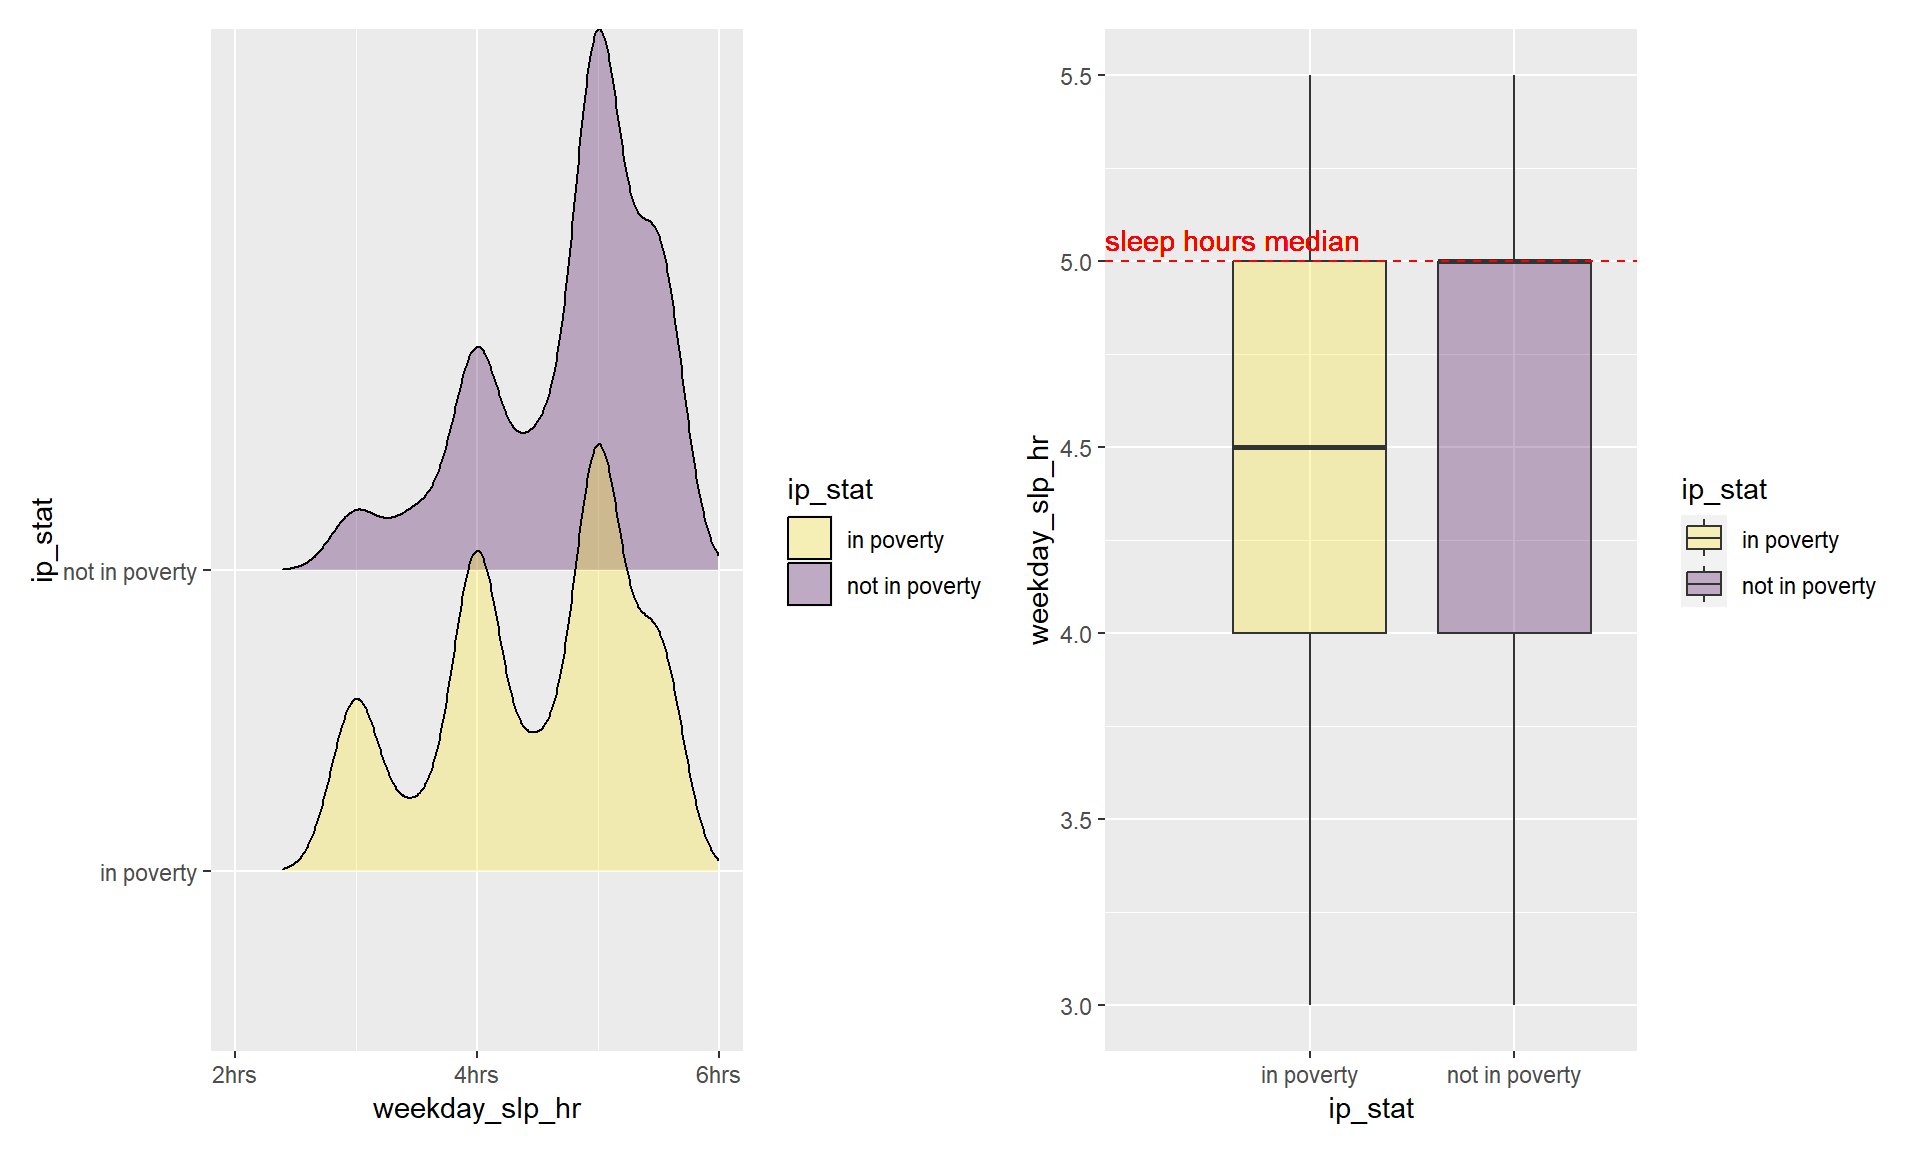 ip_stat
not in poverty
in poverty
2hrs
4hrs
6hrs
weekday_slp_hr
ip_stat
in poverty
not in poverty
weekday_slp_hr
5.5
5.0
4.5
4.0
3.5
3.0
sleep hours median
in poverty
not in poverty
ip_stat
ip_stat
in poverty
not in poverty